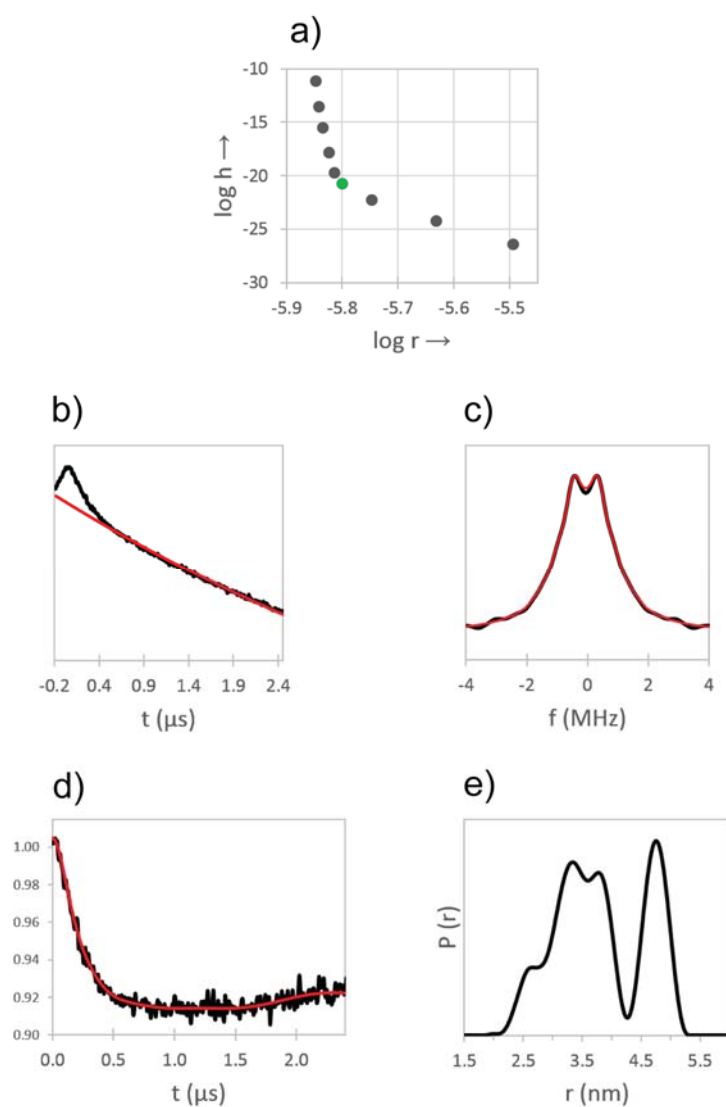 a)
log h →
-10
-15
-20
-25
-30
-5.9 -5.8 -5.7 -5.6 -5.5
log r →
b)
-0.2 0.4 0.9 1.4 1.9 2.4
t (µs)
c)
-4 -2 0 2 4
f (MHz)
d)
1.00
0.98
0.96
0.94
0.92
0.90
0.0 0.5 1.0 1.5 2.0
t (µs)
e)
P (r)
1.5 2.5 3.5 4.5 5.5
r (nm)